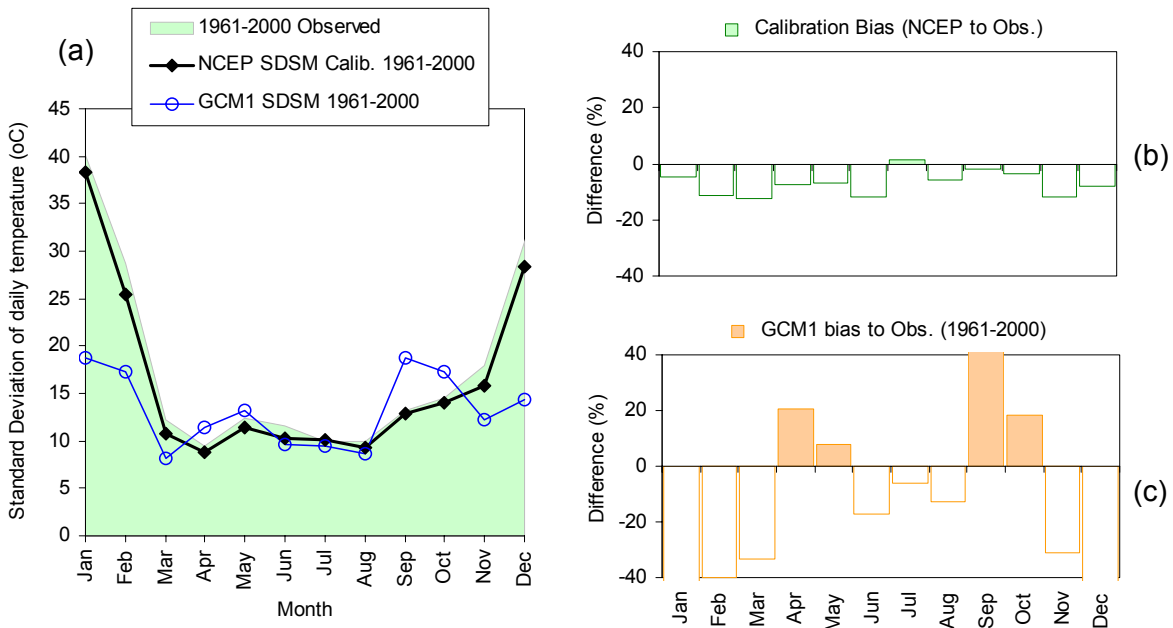 (a)
1961-2000 Observed
NCEP SDSM Calib. 1961-2000
GCM1 SDSM 1961-2000
Standard Deviation of daily temperature (oC)
45
40
35
30
25
20
15
10
5
0
Jan
Feb
Mar
Apr
May
Jun
Jul
Aug
Sep
Oct
Nov
Dec
Month
Calibration Bias (NCEP to Obs.)
Difference (%)
40
20
0
-20
-40
(b)
GCM1 bias to Obs. (1961-2000)
Difference (%)
40
20
0
-20
-40
(c)
Jan
Feb
Mar
Apr
May
Jun
Jul
Aug
Sep
Oct
Nov
Dec